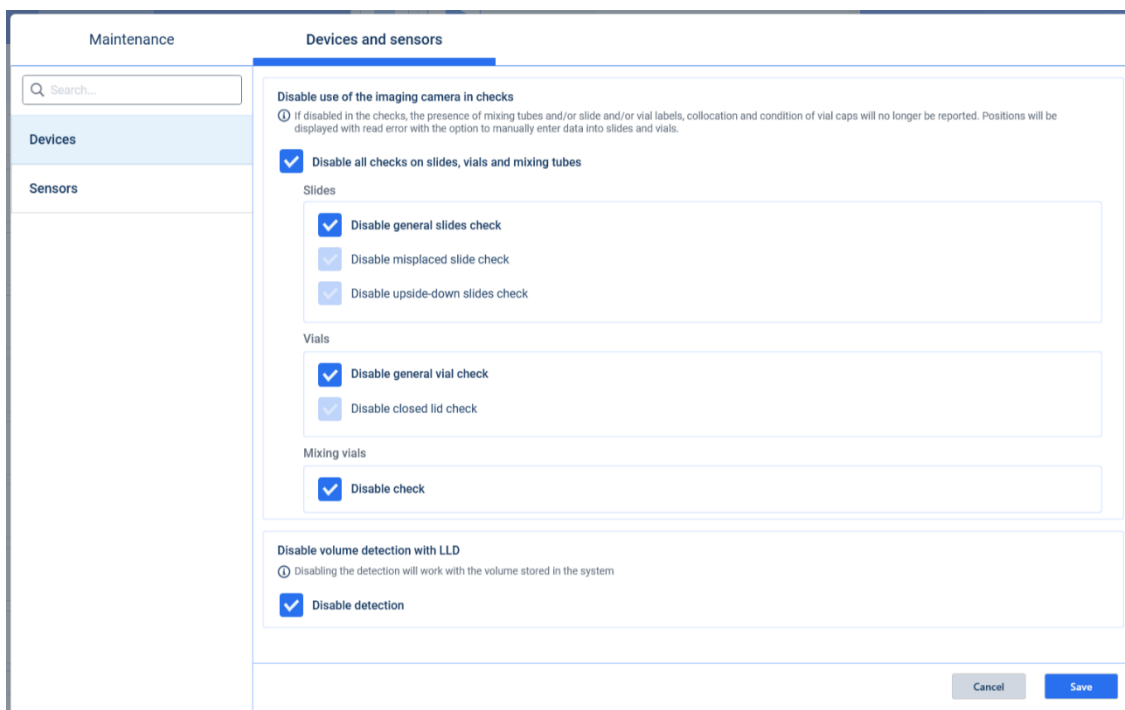 Maintenance
Devices and sensors
Search...
Devices
Sensors
Disable use of the imaging camera in checks
If disabled in the checks, the presence of mixing tubes and/or slide and/or vial labels, collocation and condition of vial caps will no longer be reported. Positions will be
displayed with read error with the option to manually enter data into slides and vials.
Disable all checks on slides, vials and mixing tubes
Slides
Disable general slides check
Disable misplaced slide check
Disable upside-down slides check
Vials
Disable general vial check
Disable closed lid check
Mixing vials
Disable check
Disable volume detection with LLD
Disabling the detection will work with the volume stored in the system
Disable detection
Cancel
Save